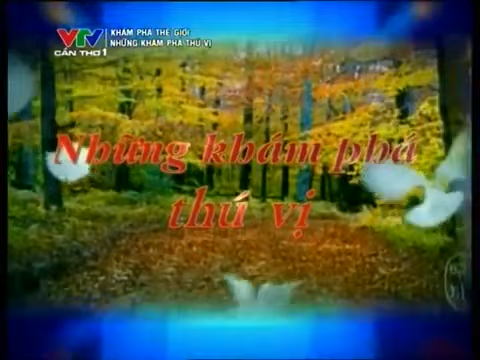 VTV
CẦN THƠ 1
KHÁM PHÁ THẾ GIỚI
NHỮNG KHÁM PHÁ THÚ VỊ
Những khám phá
thú vị